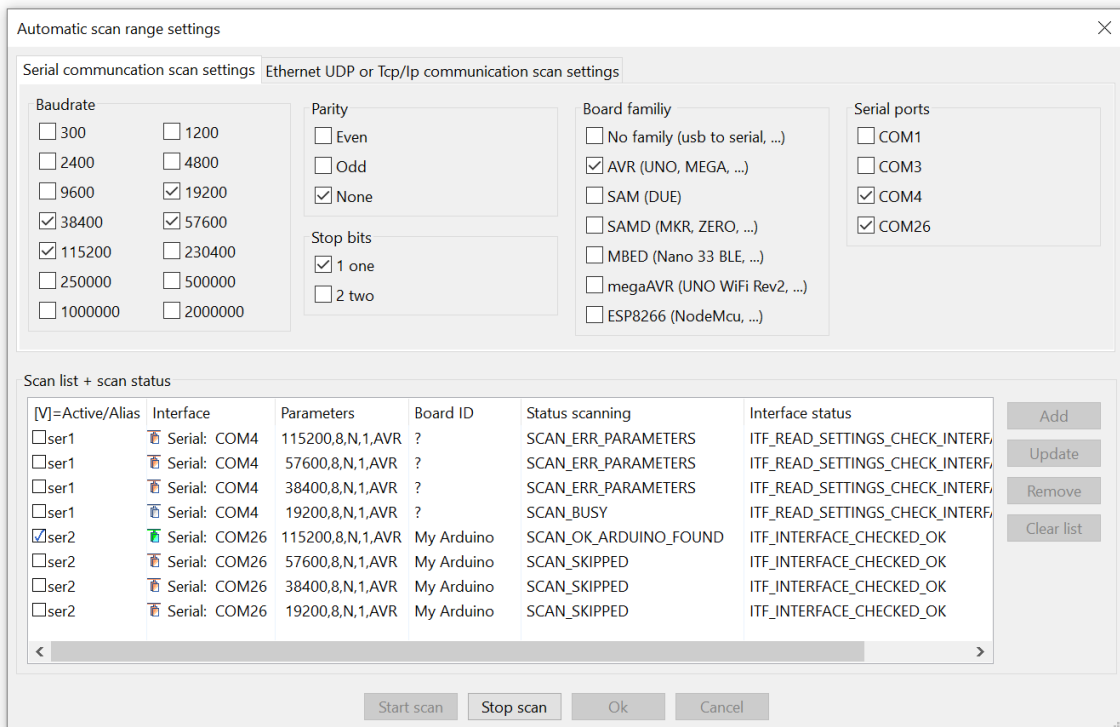 Automatic scan range settings
Serial communcation scan settings
Ethernet UDP or Tcp/Ip communication scan settings
Baudrate
300
1200
2400
4800
9600
19200
38400
57600
115200
230400
250000
500000
1000000
2000000
Parity
Even
Odd
None
Stop bits
1 one
2 two
Board familiy
No family (usb to serial, ...)
AVR (UNO, MEGA, ...)
SAM (DUE)
SAMD (MKR, ZERO, ...)
MBED (Nano 33 BLE, ...)
megaAVR (UNO WiFi Rev2, ...)
ESP8266 (NodeMcu, ...)
Serial ports
COM1
COM3
COM4
COM26
Scan list + scan status
[V]=Active/Alias Interface Parameters Board ID Status scanning Interface status
ser1 Serial: COM4 115200,8,N,1,AVR ? SCAN_ERR_PARAMETERS ITF_READ_SETTINGS_CHECK_INTERFA
ser1 Serial: COM4 57600,8,N,1,AVR ? SCAN_ERR_PARAMETERS ITF_READ_SETTINGS_CHECK_INTERFA
ser1 Serial: COM4 38400,8,N,1,AVR ? SCAN_ERR_PARAMETERS ITF_READ_SETTINGS_CHECK_INTERFA
ser1 Serial: COM4 19200,8,N,1,AVR ? SCAN_BUSY ITF_READ_SETTINGS_CHECK_INTERFA
ser2 Serial: COM26 115200,8,N,1,AVR My Arduino SCAN_OK_ARDUINO_FOUND ITF_INTERFACE_CHECKED_OK
ser2 Serial: COM26 57600,8,N,1,AVR My Arduino SCAN_SKIPPED ITF_INTERFACE_CHECKED_OK
ser2 Serial: COM26 38400,8,N,1,AVR My Arduino SCAN_SKIPPED ITF_INTERFACE_CHECKED_OK
ser2 Serial: COM26 19200,8,N,1,AVR My Arduino SCAN_SKIPPED ITF_INTERFACE_CHECKED_OK
Add
Update
Remove
Clear list
Start scan
Stop scan
Ok
Cancel